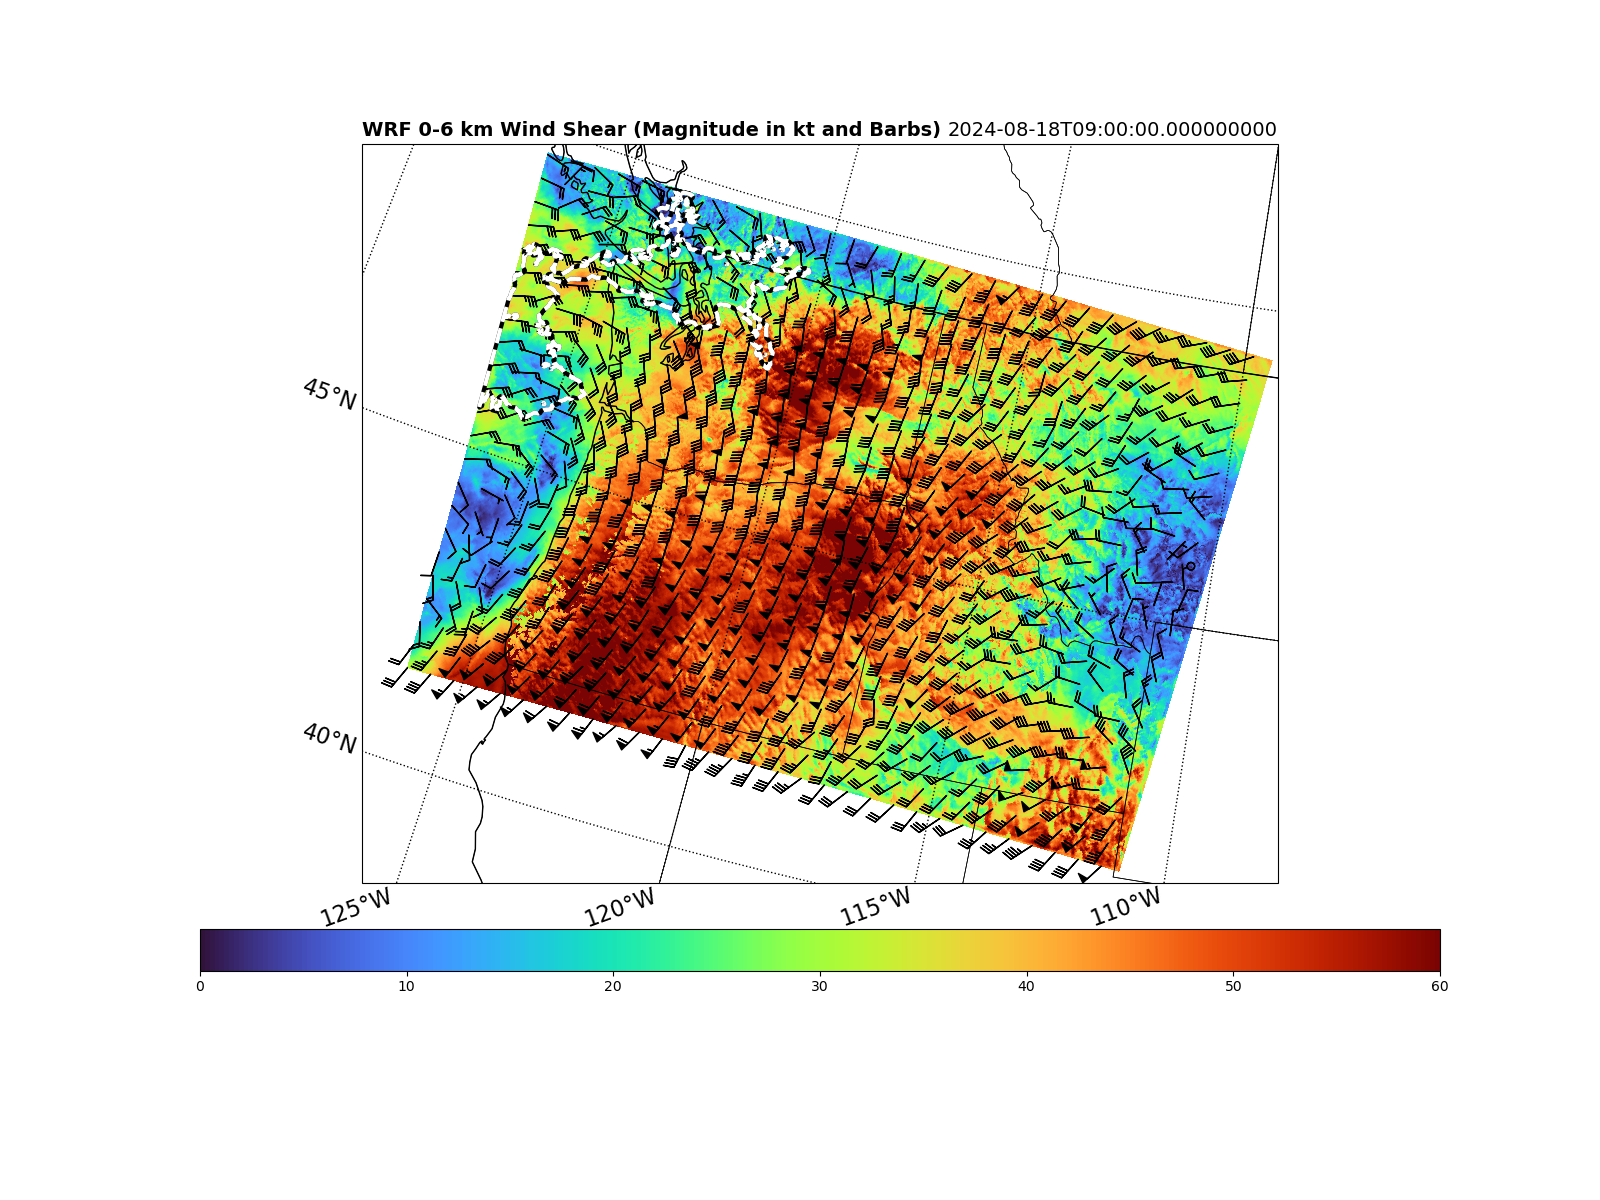 WRF 0-6 km Wind Shear (Magnitude in kt and Barbs) 2024-08-18T09:00:00.000000000
45°N
40°N
125°W 120°W 115°W 110°W
0 10 20 30 40 50 60